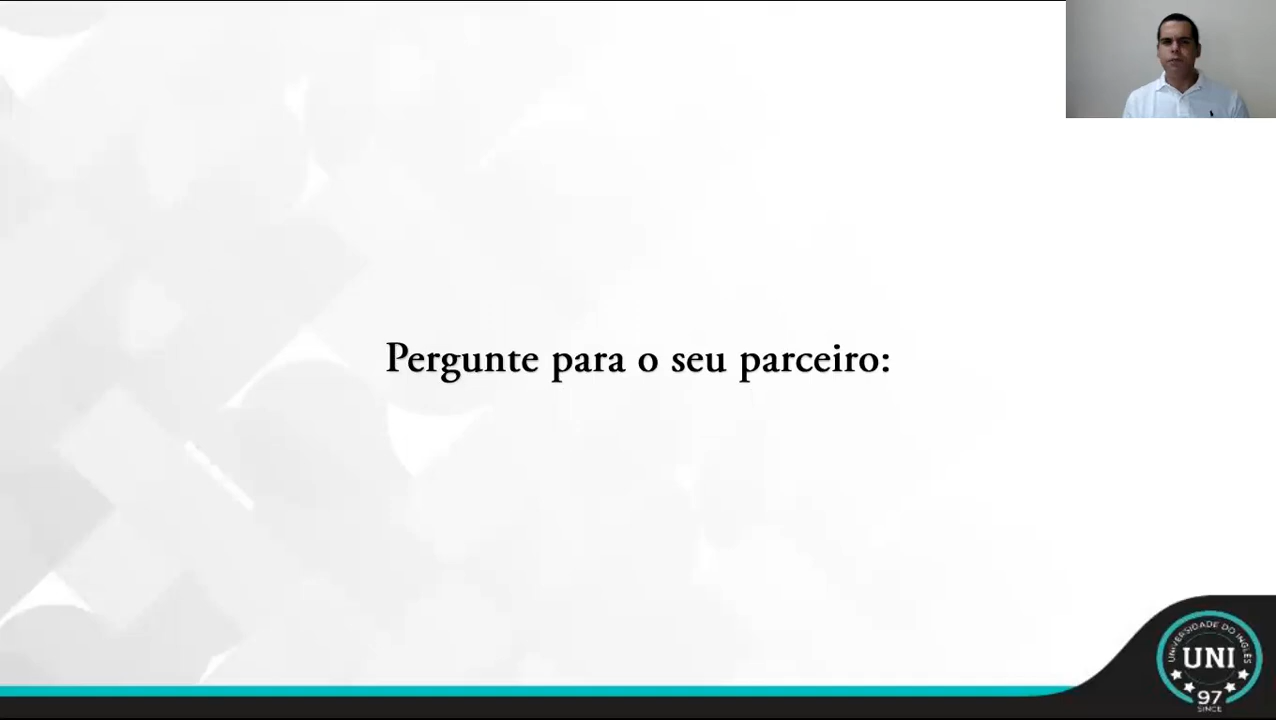 Pergunte para o seu parceiro:
UNIVERSIDADE DO INGLÊS
UNI
97
SINCE